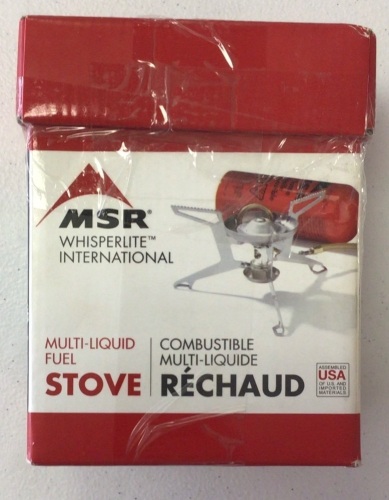 MSR®
WHISPERLITE™
INTERNATIONAL
MULTI-LIQUID
FUEL
STOVE
COMBUSTIBLE
MULTI-LIQUIDE
RÉCHAUD
ASSEMBLED
USA
OF U.S. AND
IMPORTED
MATERIALS